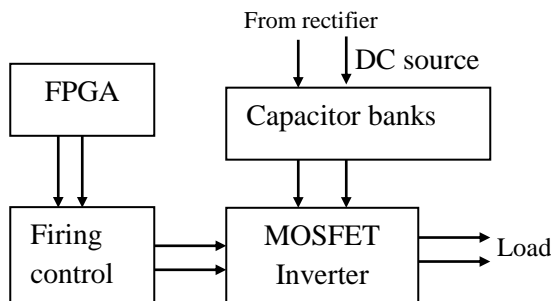 From rectifier
DC source
FPGA
Capacitor banks
Firing
control
MOSFET
Inverter
Load